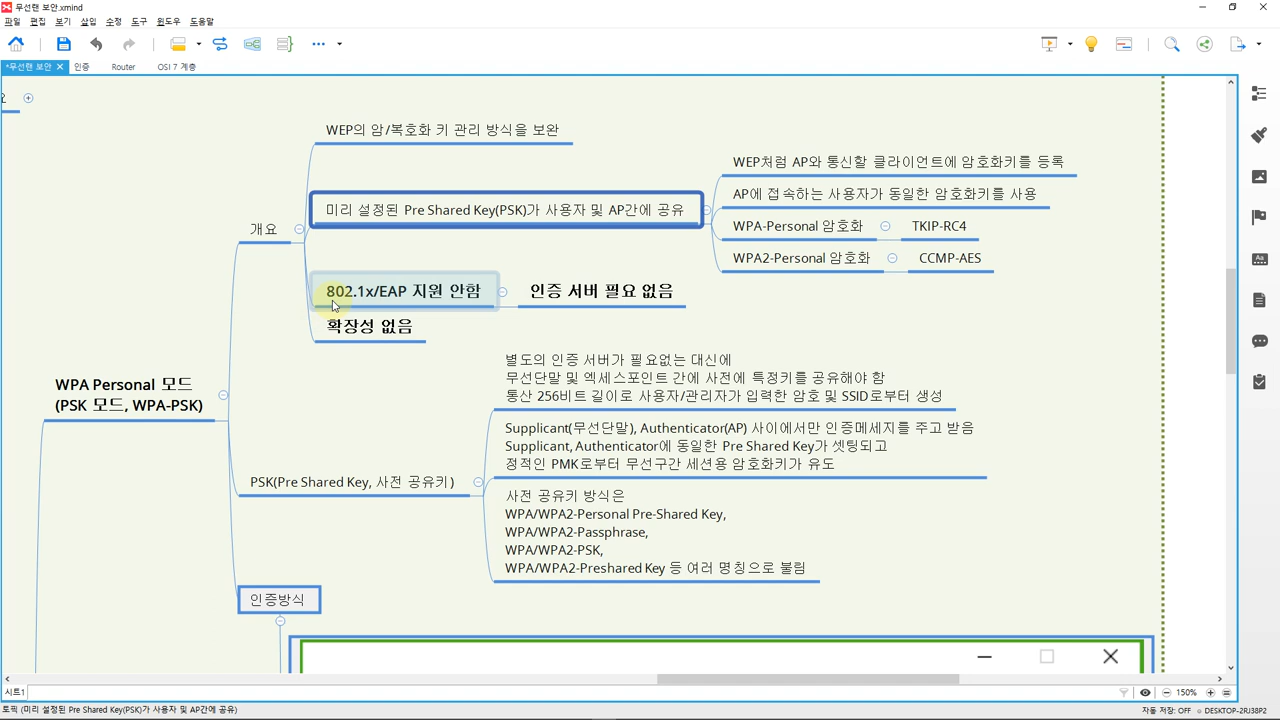 무선랜 보안.xmind
파일 편집 보기 삽입 수정 도구 윈도우 도움말
*무선랜 보안 인증 Router OSI 7 계층
요
WEP의 암/복호화 키 관리 방식을 보완
WEP처럼 AP와 통신할 클라이언트에 암호화키를 등록
미리 설정된 Pre Shared Key(PSK)가 사용자 및 AP간에 공유
AP에 접속하는 사용자가 동일한 암호화키를 사용
개요
WPA-Personal 암호화 TKIP-RC4
WPA2-Personal 암호화 CCMP-AES
802.1x/EAP 지원 안함 인증 서버 필요 없음
확장성 없음
별도의 인증 서버가 필요없는 대신에
무선단말 및 엑세스포인트 간에 사전에 특정키를 공유해야 함
통산 256비트 길이로 사용자/관리자가 입력한 암호 및 SSID로부터 생성
WPA Personal 모드
(PSK 모드, WPA-PSK)
Supplicant(무선단말), Authenticator(AP) 사이에서만 인증메세지를 주고 받음
Supplicant, Authenticator에 동일한 Pre Shared Key가 셋팅되고
정적인 PMK로부터 무선구간 세션용 암호화키가 유도
PSK(Pre Shared Key, 사전 공유키)
사전 공유키 방식은
WPA/WPA2-Personal Pre-Shared Key,
WPA/WPA2-Passphrase,
WPA/WPA2-PSK,
WPA/WPA2-Preshared Key 등 여러 명칭으로 불림
인증방식
시트1
150%
토픽 (미리 설정된 Pre Shared Key(PSK)가 사용자 및 AP간에 공유)
자동 저장: OFF DESKTOP-2RJ38P2